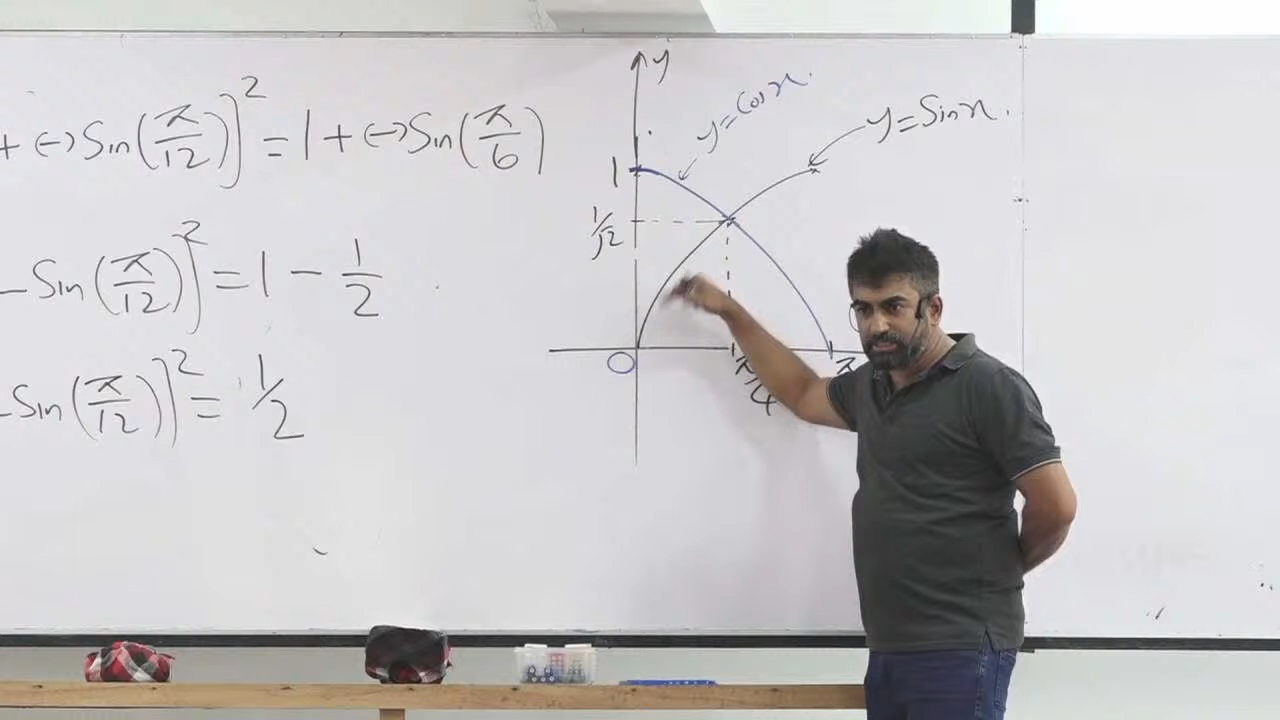 + (-) Sin(π/12)]² = 1 + (-) Sin(π/6)
- Sin(π/12)]² = 1 - 1/2
- Sin(π/12)]² = 1/2
y
y = Cos x
y = Sin x
1
1/√2
O
π/4
π